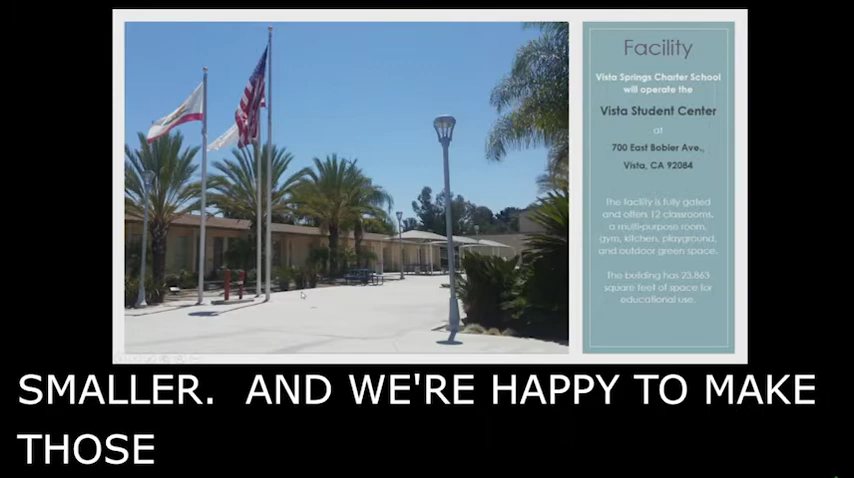 Facility
Vista Springs Charter School
will operate the
Vista Student Center
at
700 East Bobier Ave.,
Vista, CA 92084
The facility is fully gated
and offers 12 classrooms,
a multi-purpose room,
gym, kitchen, playground,
and outdoor green space.
The building has 23,863
square feet of space for
educational use.
SMALLER.  AND WE'RE HAPPY TO MAKE
THOSE